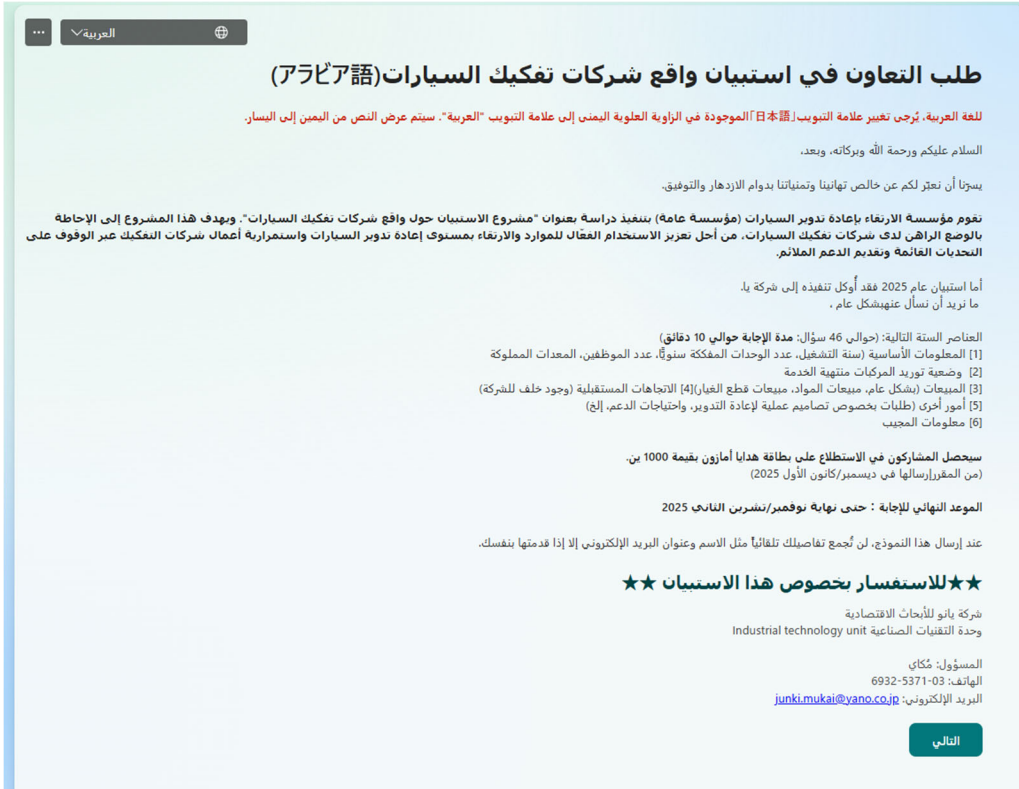 العربية
طلب التعاون في استبيان واقع شركات تفكيك السيارات(アラビア語)
للغة العربية، يُرجى تغيير علامة التبويب「日本語」الموجودة في الزاوية العلوية اليمنى إلى علامة التبويب "العربية". سيتم عرض النص من اليمين إلى اليسار.
السلام عليكم ورحمة الله وبركاته، وبعد،
يسرّنا أن نعبّر لكم عن خالص تهانينا وتمنياتنا بدوام الازدهار والتوفيق.
تقوم مؤسسة الارتقاء بإعادة تدوير السيارات (مؤسسة عامة) بتنفيذ دراسة بعنوان "مشروع الاستبيان حول واقع شركات تفكيك السيارات". ويهدف هذا المشروع إلى الإحاطة
بالوضع الراهن لدى شركات تفكيك السيارات، من أجل تعزيز الاستخدام الفعّال للموارد والارتقاء بمستوى إعادة تدوير السيارات واستمرارية أعمال شركات التفكيك عبر الوقوف على
التحديات القائمة وتقديم الدعم الملائم.
أما استبيان عام 2025 فقد أُوكل تنفيذه إلى شركة يا.
ما نريد أن نسأل عنهبشكل عام ،
العناصر الستة التالية: (حوالي 46 سؤال: مدة الإجابة حوالي 10 دقائق)
[1] المعلومات الأساسية (سنة التشغيل، عدد الوحدات المفككة سنويًّا، عدد الموظفين، المعدات المملوكة
[2] وضعية توريد المركبات منتهية الخدمة
[3] المبيعات (بشكل عام، مبيعات المواد، مبيعات قطع الغيار)[4] الاتجاهات المستقبلية (وجود خلف للشركة)
[5] أمور أخرى (طلبات بخصوص تصاميم عملية لإعادة التدوير، واحتياجات الدعم، إلخ)
[6] معلومات المجيب
سيحصل المشاركون في الاستطلاع على بطاقة هدايا أمازون بقيمة 1000 ين.
(من المقررإرسالها في ديسمبر/كانون الأول 2025)
الموعد النهائي للإجابة : حتى نهاية نوفمبر/تشرين الثاني 2025
عند إرسال هذا النموذج، لن تُجمع تفاصيلك تلقائياً مثل الاسم وعنوان البريد الإلكتروني إلا إذا قدمتها بنفسك.
★★للاستفسار بخصوص هذا الاستبيان ★★
شركة يانو للأبحاث الاقتصادية
وحدة التقنيات الصناعية Industrial technology unit
المسؤول: مُكاي
الهاتف: 03-5371-6932
البريد الإلكتروني: junki.mukai@yano.co.jp
التالي